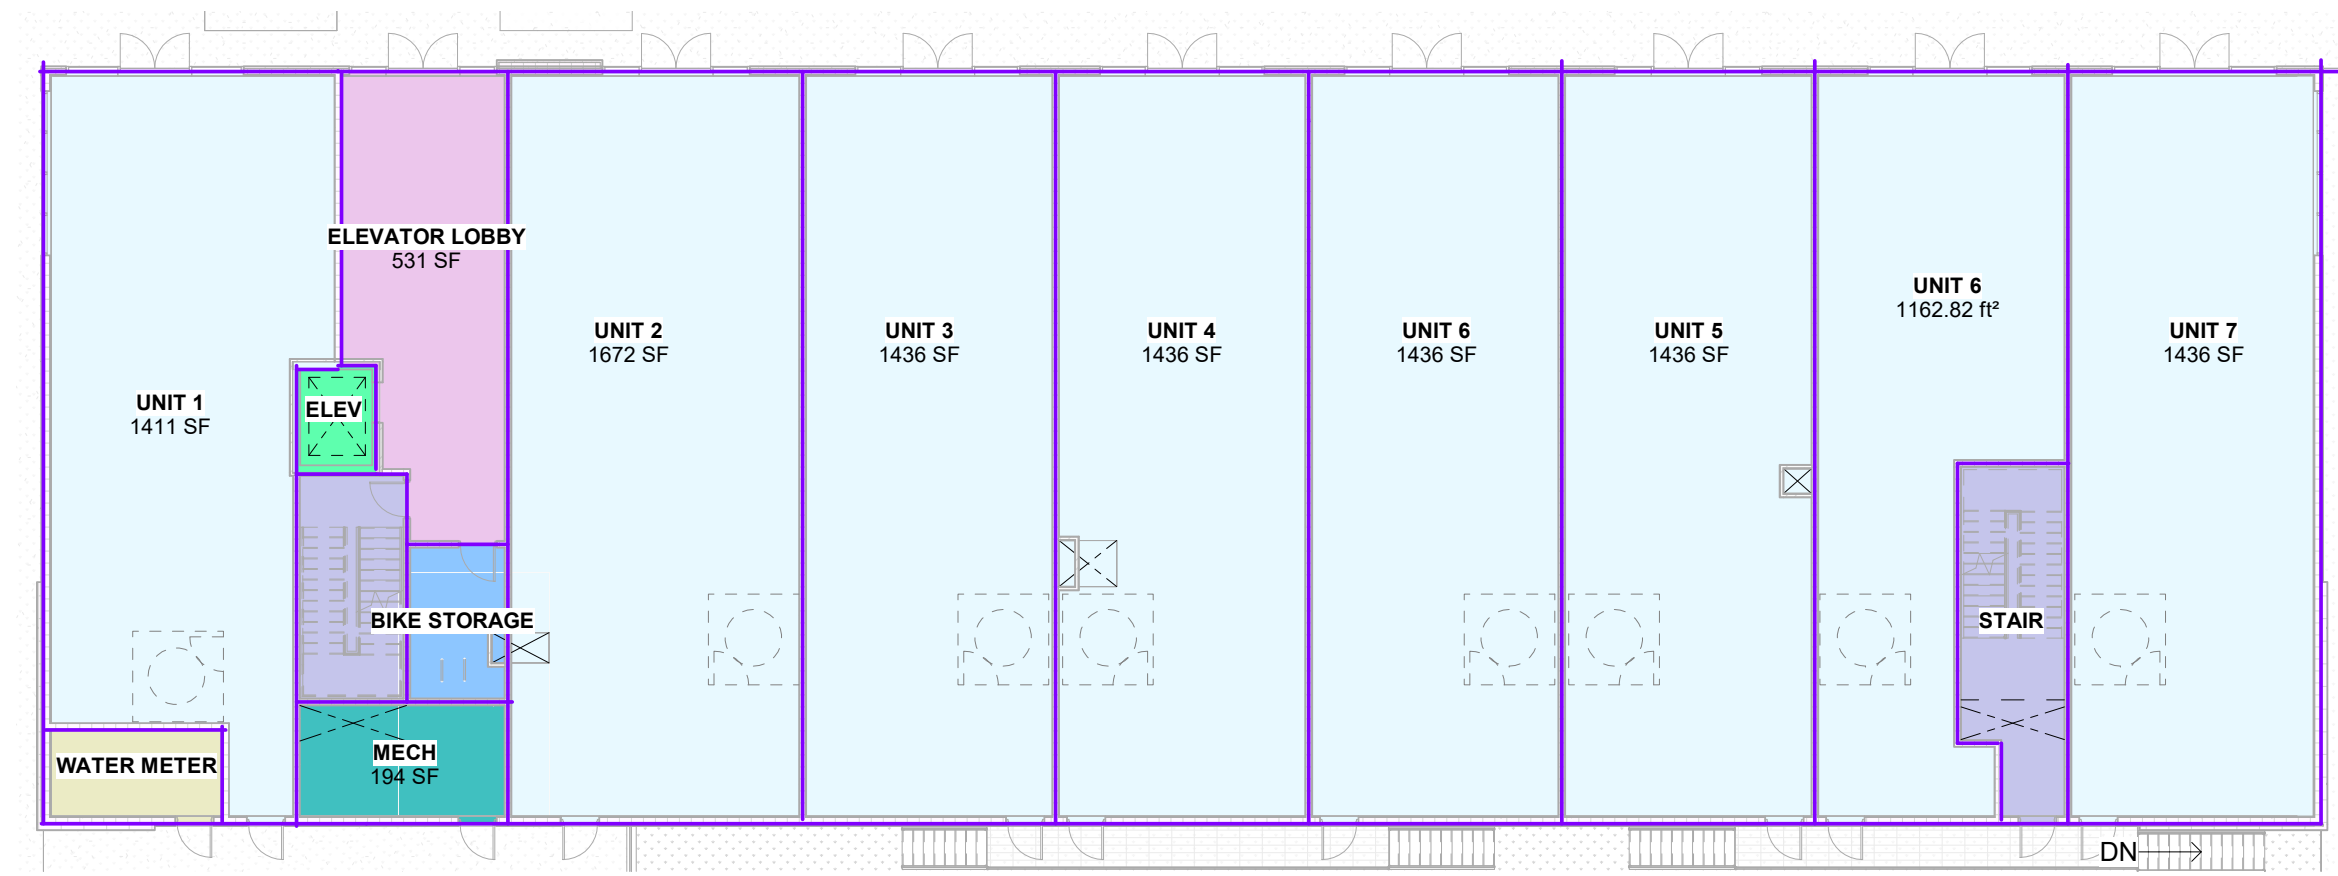 ELEVATOR LOBBY
531 SF
UNIT 1
1411 SF
ELEV
UNIT 2
1672 SF
UNIT 3
1436 SF
UNIT 4
1436 SF
UNIT 6
1436 SF
UNIT 5
1436 SF
UNIT 6
1162.82 ft²
UNIT 7
1436 SF
BIKE STORAGE
STAIR
WATER METER
MECH
194 SF
DN